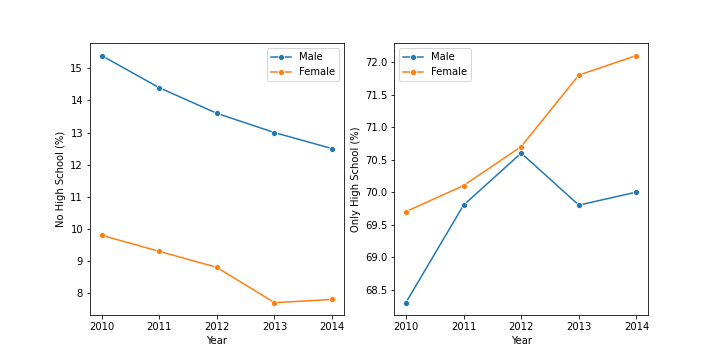 No High School (%)
15
14
13
12
11
10
9
8
2010 2011 2012 2013 2014
Year
Male
Female
Only High School (%)
72.0
71.5
71.0
70.5
70.0
69.5
69.0
68.5
2010 2011 2012 2013 2014
Year
Male
Female